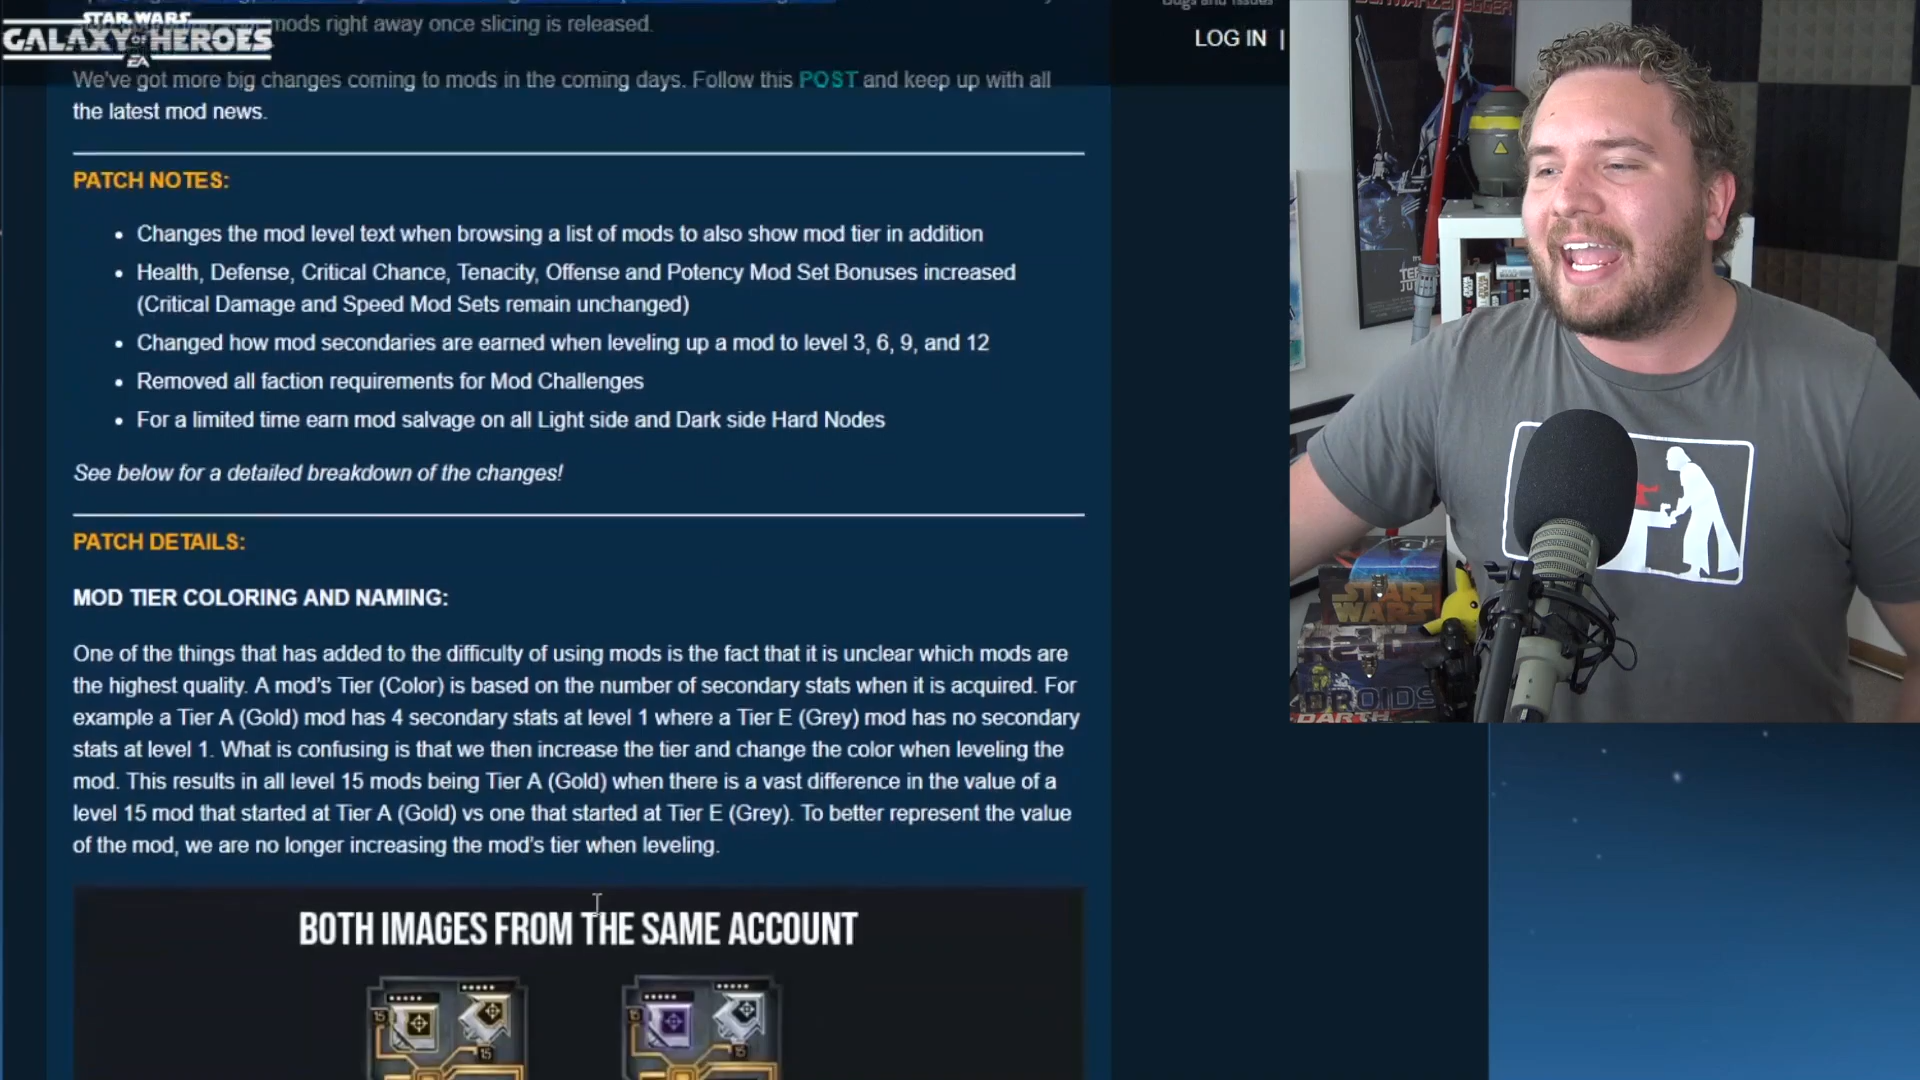 STAR WARS
GALAXY OF HEROES
EA
mods right away once slicing is released.
Bugs and Issues
LOG IN |
We've got more big changes coming to mods in the coming days. Follow this POST and keep up with all
the latest mod news.
PATCH NOTES:
• Changes the mod level text when browsing a list of mods to also show mod tier in addition
• Health, Defense, Critical Chance, Tenacity, Offense and Potency Mod Set Bonuses increased
(Critical Damage and Speed Mod Sets remain unchanged)
• Changed how mod secondaries are earned when leveling up a mod to level 3, 6, 9, and 12
• Removed all faction requirements for Mod Challenges
• For a limited time earn mod salvage on all Light side and Dark side Hard Nodes
See below for a detailed breakdown of the changes!
PATCH DETAILS:
MOD TIER COLORING AND NAMING:
One of the things that has added to the difficulty of using mods is the fact that it is unclear which mods are
the highest quality. A mod's Tier (Color) is based on the number of secondary stats when it is acquired. For
example a Tier A (Gold) mod has 4 secondary stats at level 1 where a Tier E (Grey) mod has no secondary
stats at level 1. What is confusing is that we then increase the tier and change the color when leveling the
mod. This results in all level 15 mods being Tier A (Gold) when there is a vast difference in the value of a
level 15 mod that started at Tier A (Gold) vs one that started at Tier E (Grey). To better represent the value
of the mod, we are no longer increasing the mod's tier when leveling.
BOTH IMAGES FROM THE SAME ACCOUNT
15
15
15
15
SCHWARZENEGGER
STAR
WARS
DROIDS
DARTH